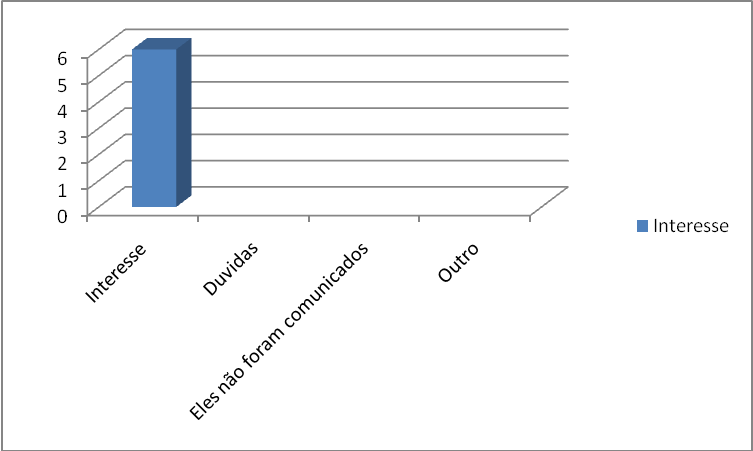 6
5
4
3
2
1
0
Interesse
Duvidas
Eles não foram comunicados
Outro
Interesse